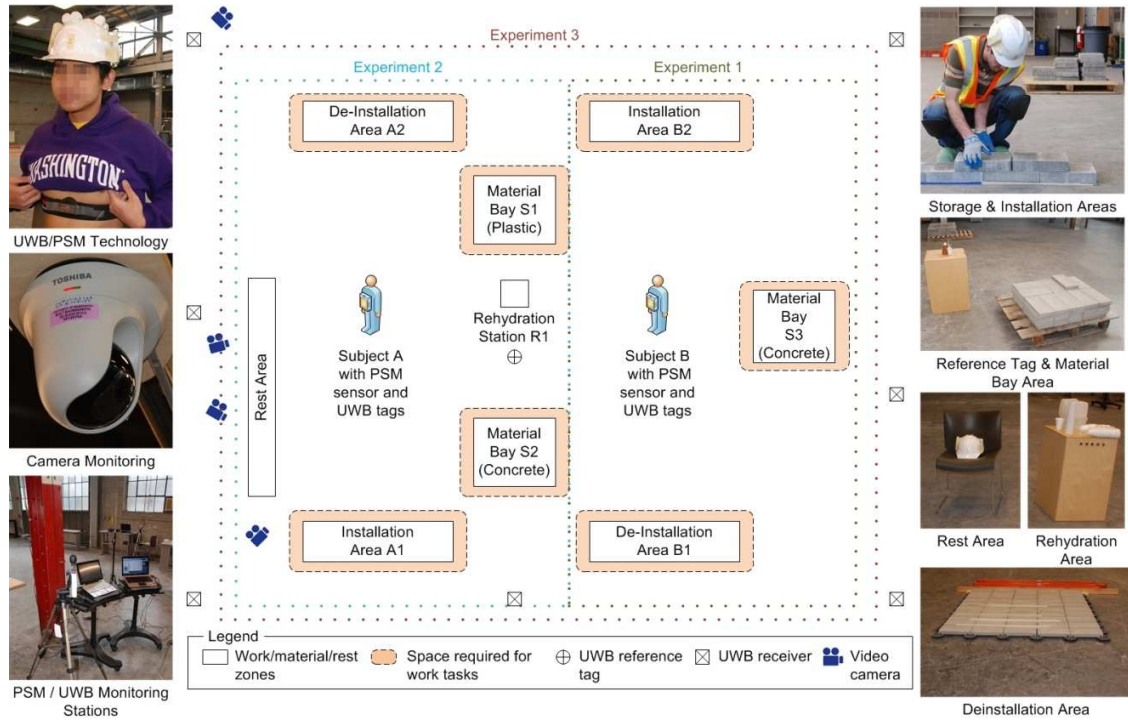 WASHINGTON
UWB/PSM Technology
TOSHIBA
Camera Monitoring
PSM / UWB Monitoring
Stations
Experiment 3
Experiment 2
Experiment 1
De-Installation
Area A2
Installation
Area B2
Material
Bay S1
(Plastic)
Rest Area
Subject A
with PSM
sensor and
UWB tags
Rehydration
Station R1
Subject B
with PSM
sensor and
UWB tags
Material
Bay
S3
(Concrete)
Material
Bay S2
(Concrete)
Installation
Area A1
De-Installation
Area B1
Legend
Work/material/rest
zones
Space required for
work tasks
UWB reference
tag
UWB receiver
Video
camera
Storage & Installation Areas
Reference Tag & Material
Bay Area
Rest Area
Rehydration
Area
Deinstallation Area